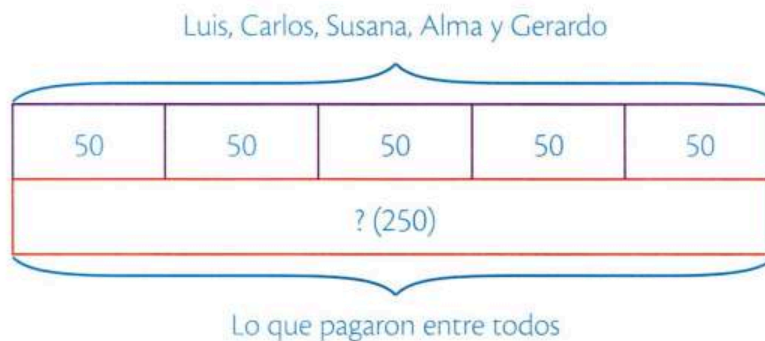 Luis, Carlos, Susana, Alma y Gerardo
50 50 50 50 50
? (250)
Lo que pagaron entre todos